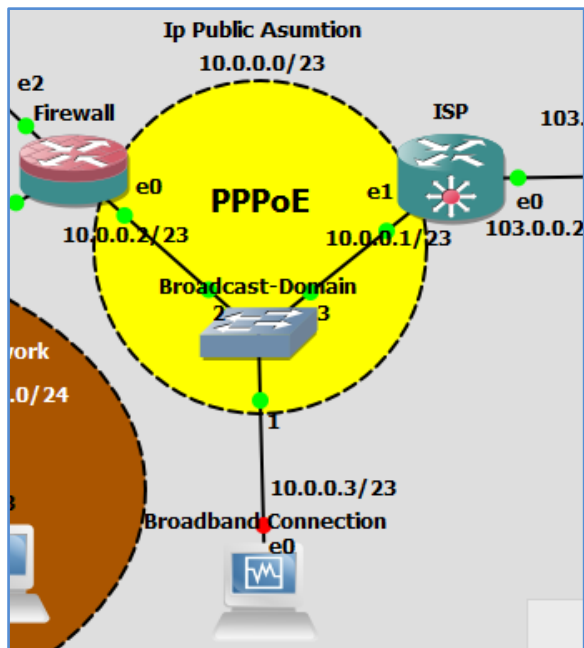 Ip Public Asumtion
10.0.0.0/23
e2
Firewall
ISP
103.
e0
PPPoE
e1
e0
10.0.0.2/23
10.0.0.1/23
103.0.0.2
Broadcast-Domain
2
3
.0/24
1
10.0.0.3/23
Broadband Connection
e0